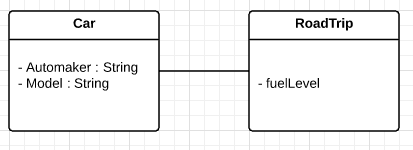 Car
- Automaker : String
- Model : String
RoadTrip
- fuelLevel